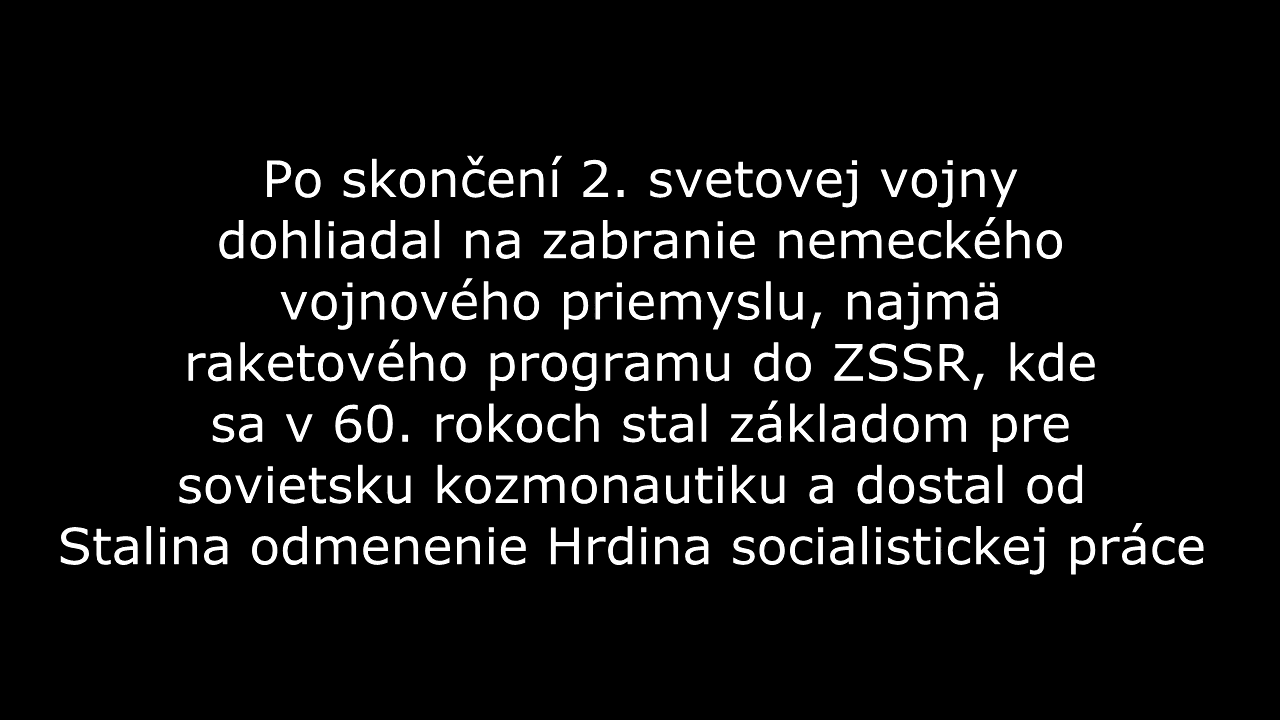 Po skončení 2. svetovej vojny
dohliadal na zabranie nemeckého
vojnového priemyslu, najmä
raketového programu do ZSSR, kde
sa v 60. rokoch stal základom pre
sovietsku kozmonautiku a dostal od
Stalina odmenenie Hrdina socialistickej práce